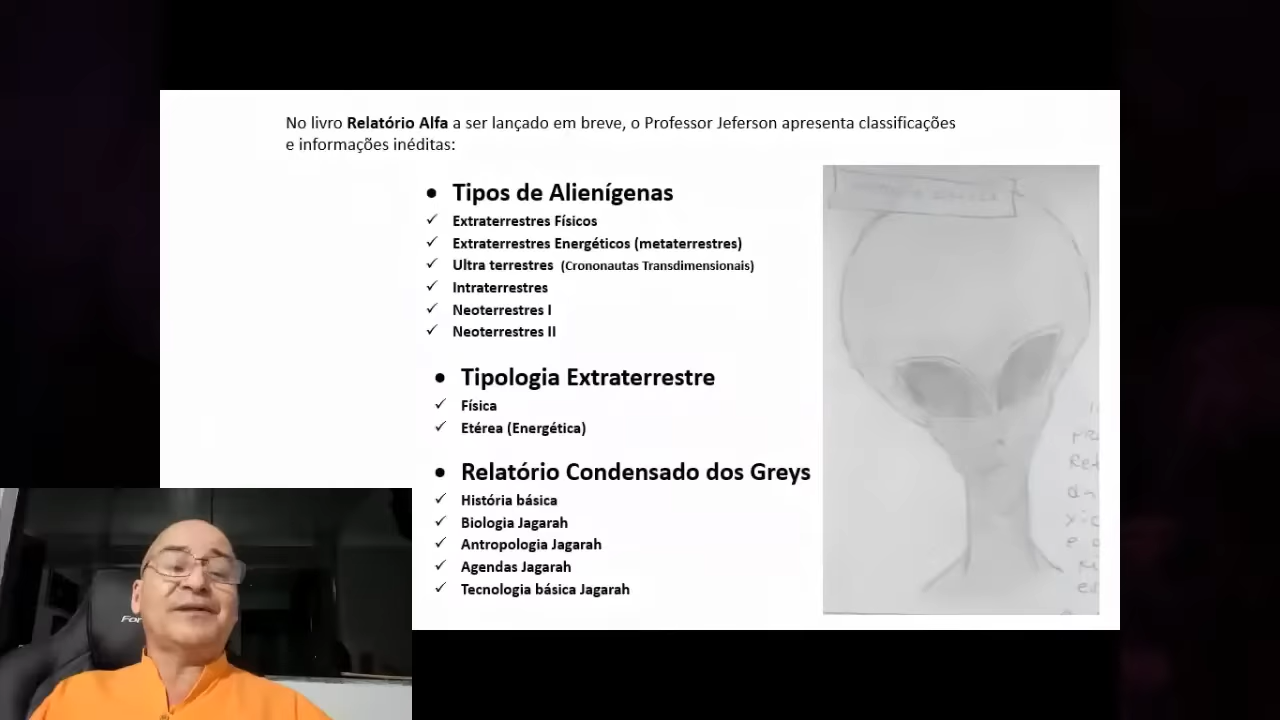 No livro Relatório Alfa a ser lançado em breve, o Professor Jeferson apresenta classificações
e informações inéditas:
• Tipos de Alienígenas
✓ Extraterrestres Físicos
✓ Extraterrestres Energéticos (metaterrestres)
✓ Ultra terrestres (Crononautas Transdimensionais)
✓ Intraterrestres
✓ Neoterrestres I
✓ Neoterrestres II
• Tipologia Extraterrestre
✓ Física
✓ Etérea (Energética)
• Relatório Condensado dos Greys
✓ História básica
✓ Biologia Jagarah
✓ Antropologia Jagarah
✓ Agendas Jagarah
✓ Tecnologia básica Jagarah